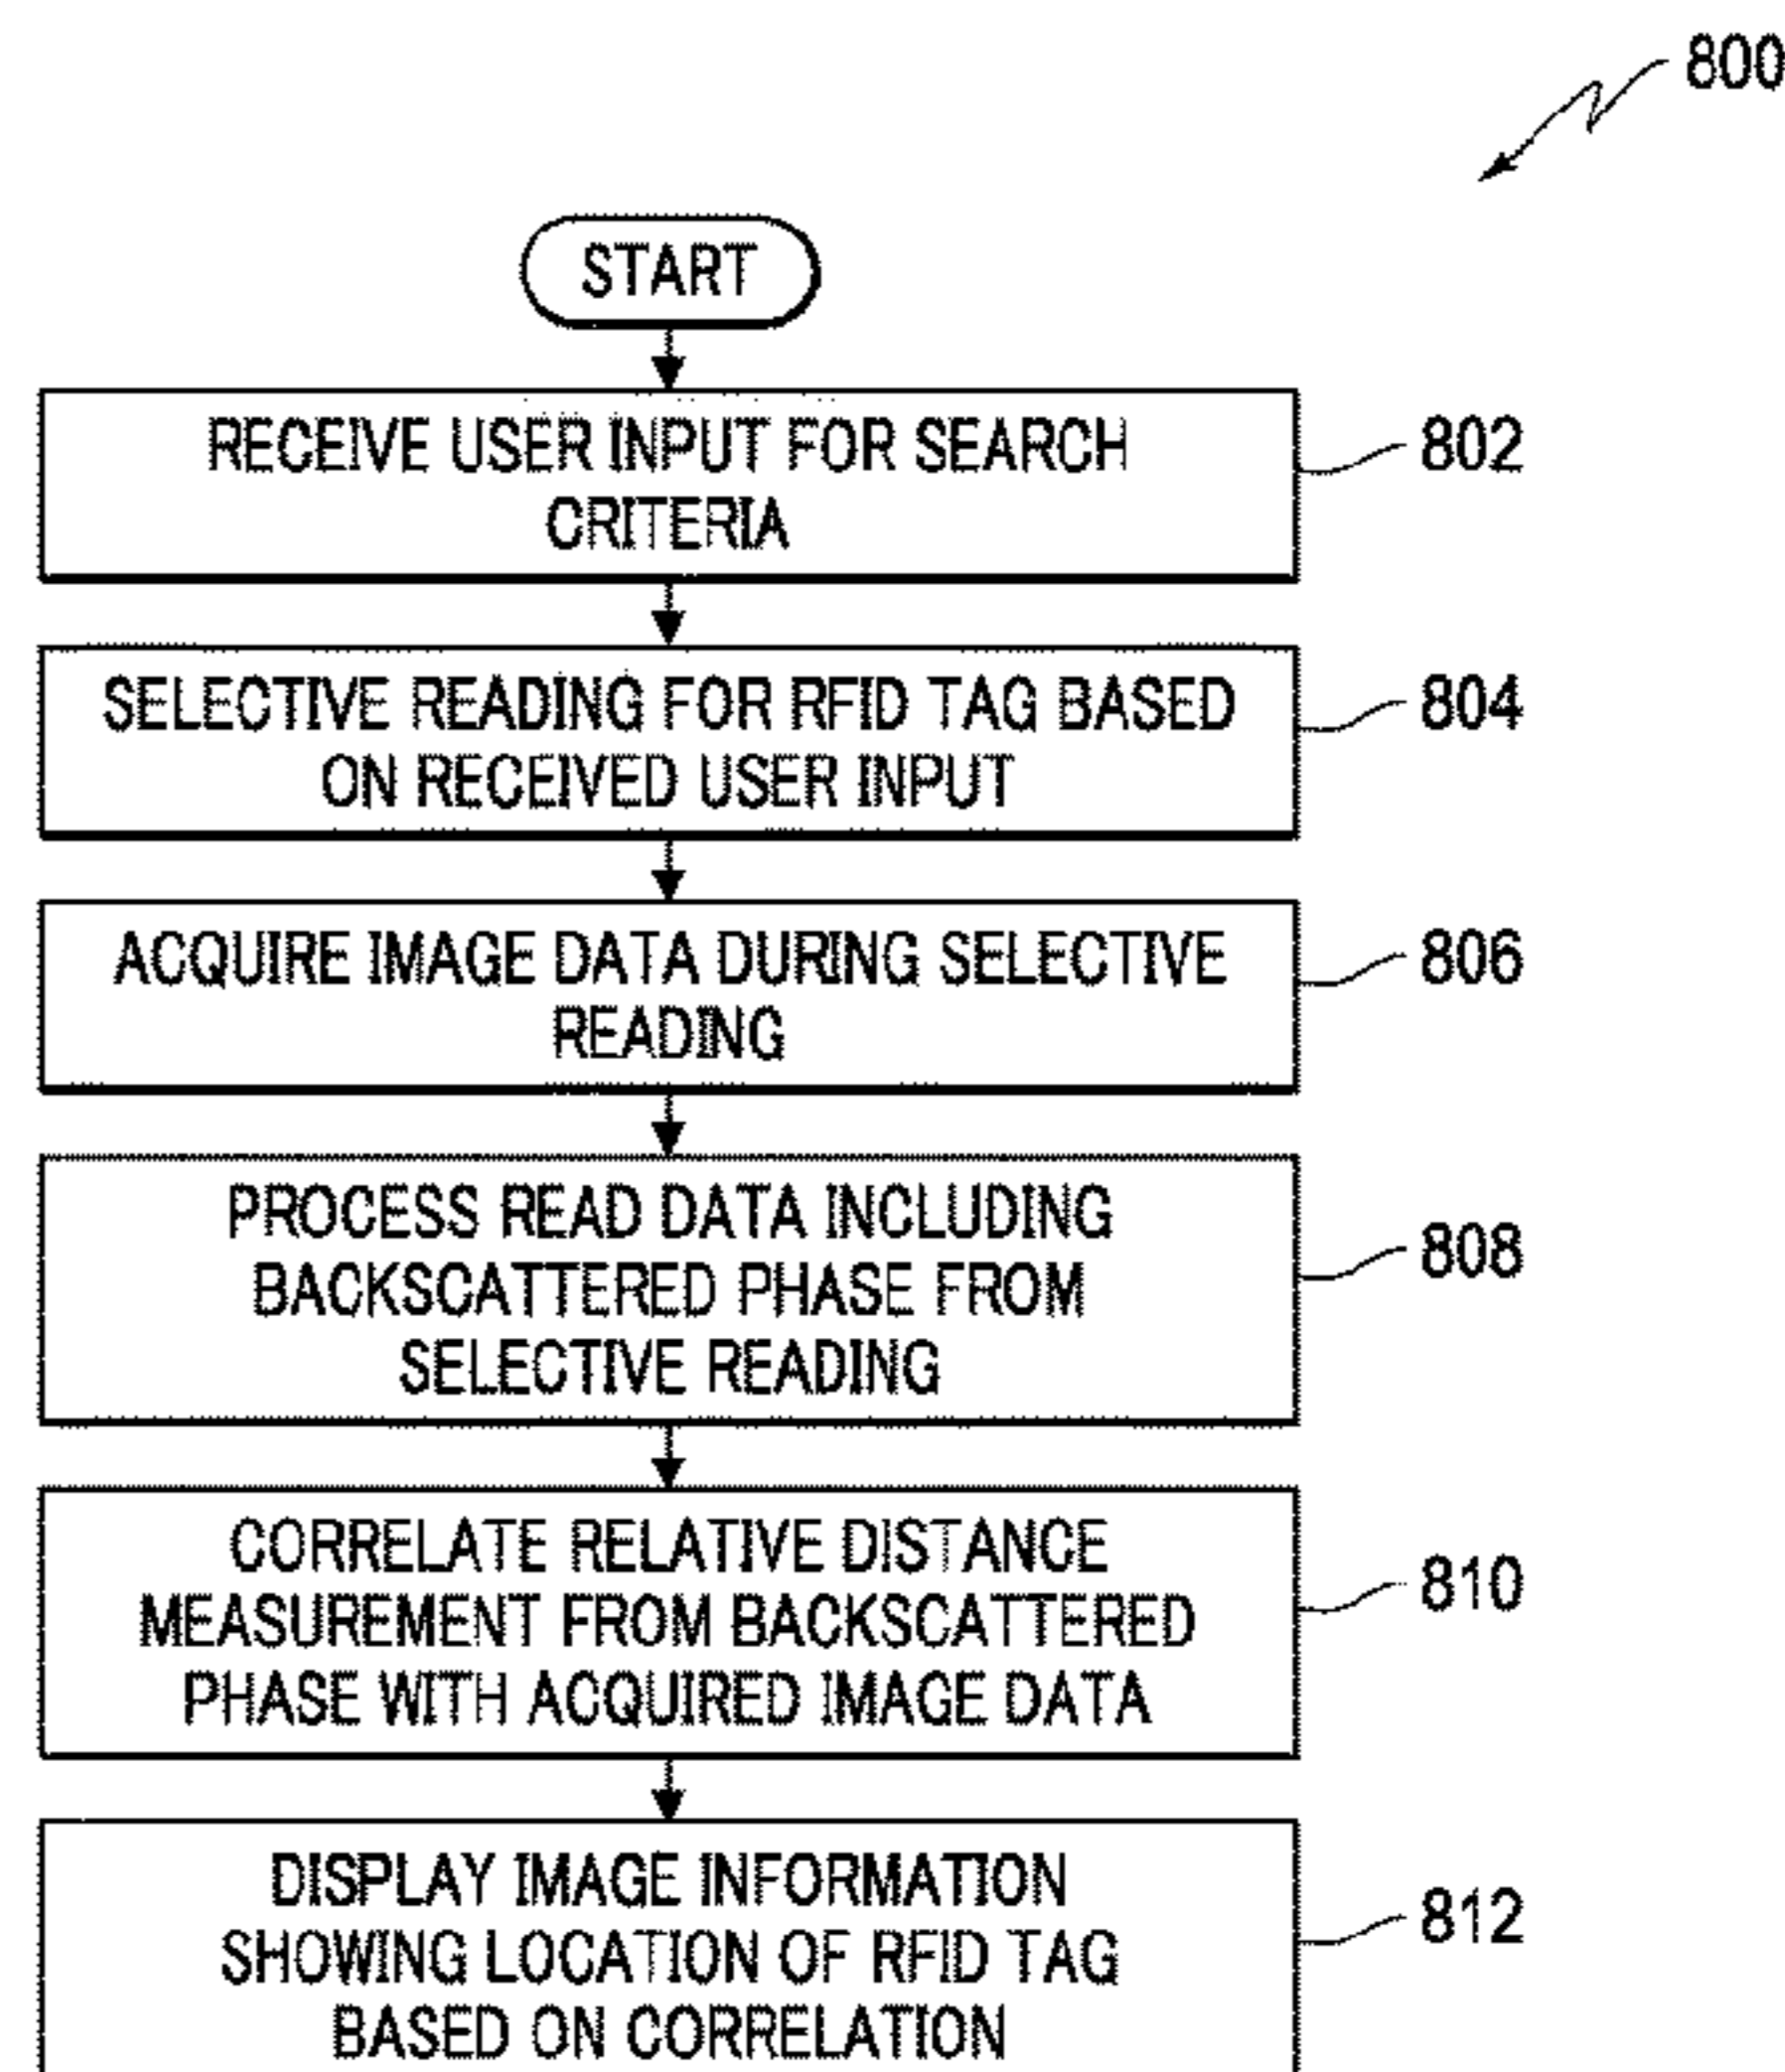 800
START
RECEIVE USER INPUT FOR SEARCH
CRITERIA
802
SELECTIVE READING FOR RFID TAG BASED
ON RECEIVED USER INPUT
804
ACQUIRE IMAGE DATA DURING SELECTIVE
READING
806
PROCESS READ DATA INCLUDING
BACKSCATTERED PHASE FROM
SELECTIVE READING
808
CORRELATE RELATIVE DISTANCE
MEASUREMENT FROM BACKSCATTERED
PHASE WITH ACQUIRED IMAGE DATA
810
DISPLAY IMAGE INFORMATION
SHOWING LOCATION OF RFID TAG
BASED ON CORRELATION
812